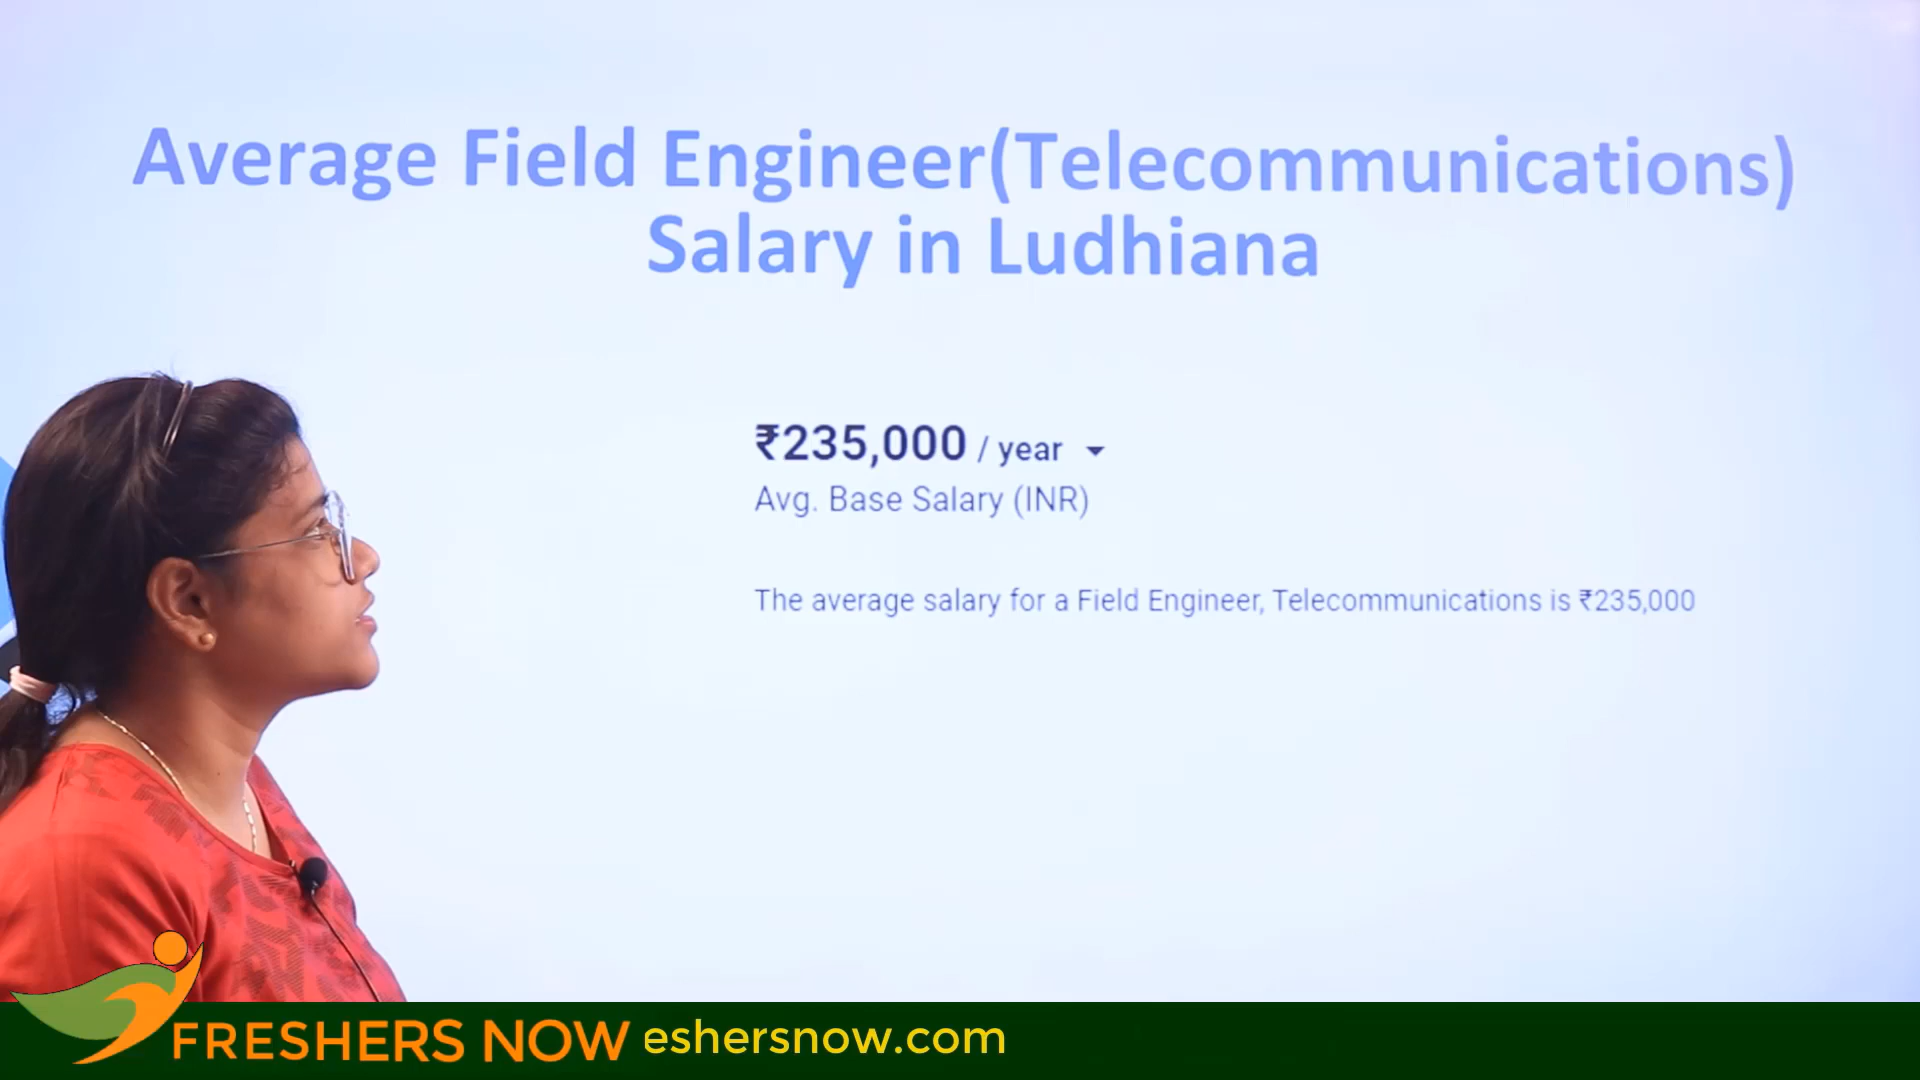 Average Field Engineer(Telecommunications)
Salary in Ludhiana
₹235,000 / year
Avg. Base Salary (INR)
The average salary for a Field Engineer, Telecommunications is ₹235,000
FRESHERS NOW eshersnow.com